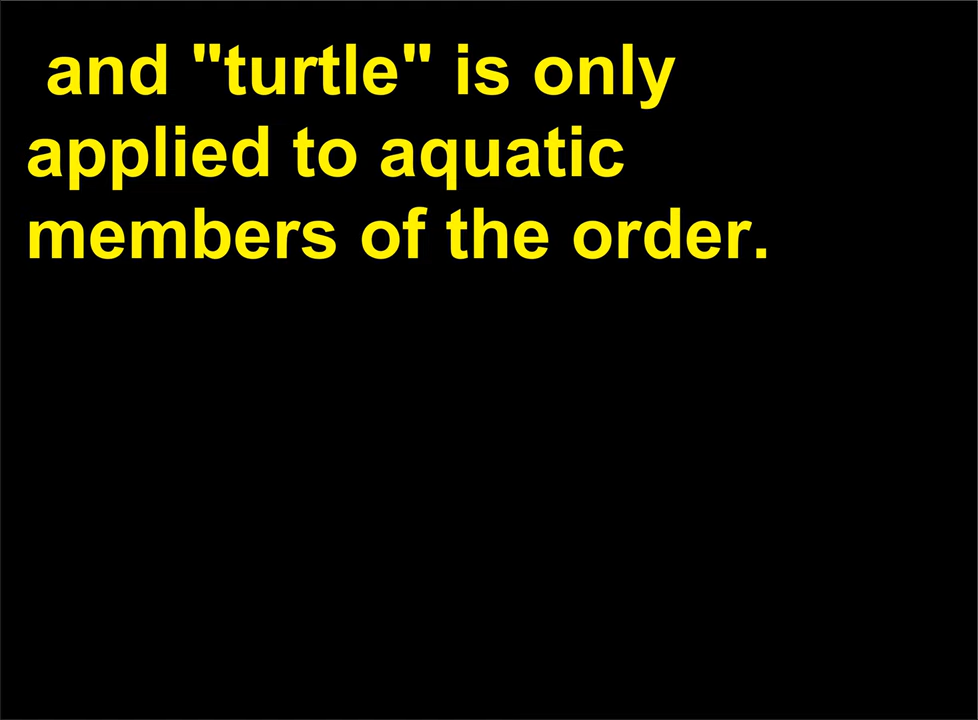 and "turtle" is only
applied to aquatic
members of the order.